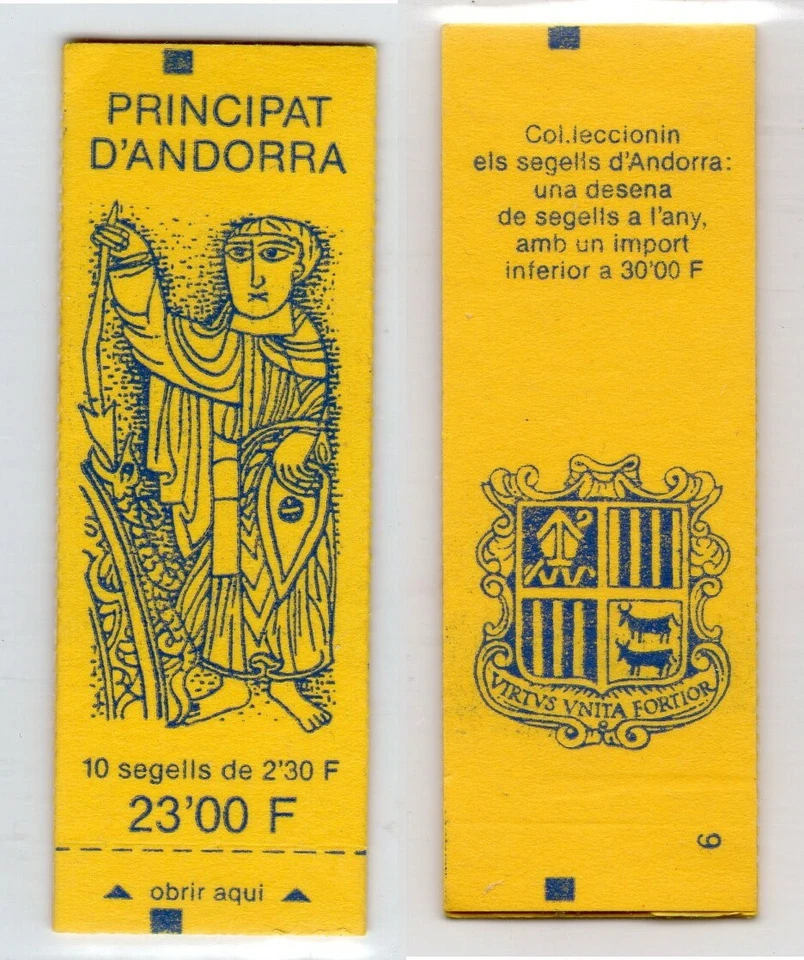 PRINCIPAT
D'ANDORRA
10 segells de 2'30 F
23'00 F
obrir aqui
Col.leccionin
els segells d'Andorra:
una desena
de segells a l'any,
amb un import
inferior a 30'00 F
VIRTVS VNITA FORTIOR
6